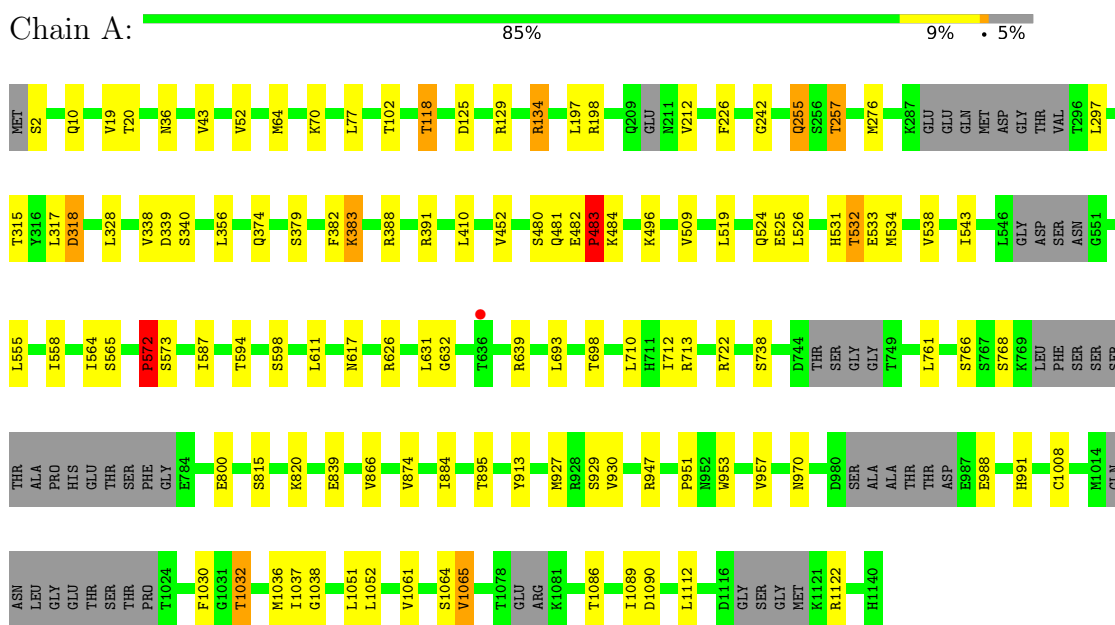 Chain A:
85% 9% • 5%
MET S2 Q10 V19 T20 N36 V43 V52 M64 K70 L77 T102 T118 D125 R129 R134 L197 R198 Q209 GLU N211 V212 F226 G242 Q255 S256 T257 M276 K287 GLU GLU GLN MET ASP GLY THR VAL T296 L297
T315 Y316 L317 D318 L328 V338 D339 S340 L356 Q374 S379 F382 K383 R388 R391 L410 V452 S480 Q481 E482 P483 K484 K496 V509 L519 Q524 E525 L526 H531 T532 E533 M534 V538 I543 L546 GLY ASP SER ASN G551
L555 I558 I564 S565 P572 S573 I587 T594 S598 L611 N617 R626 L631 G632 T636 R639 L693 T698 L710 H711 I712 R713 R722 S738 D744 THR SER GLY GLY T749 L761 S766 S767 S768 K769 LEU PHE SER SER SER
THR ALA PRO HIS GLU THR SER PHE GLY E784 E800 S815 K820 E839 V866 V874 I884 T895 Y913 M927 R928 S929 V930 R947 P951 N952 W953 V957 N970 D980 SER ALA ALA THR THR ASP E987 E988 H991 C1008 M1014 GLN
ASN LEU GLY GLU THR SER THR PRO T1024 F1030 G1031 T1032 M1036 I1037 G1038 L1051 L1052 V1061 S1064 V1065 T1078 GLU ARG K1081 T1086 I1089 D1090 L1112 D1116 GLY SER GLY MET K1121 R1122 H1140